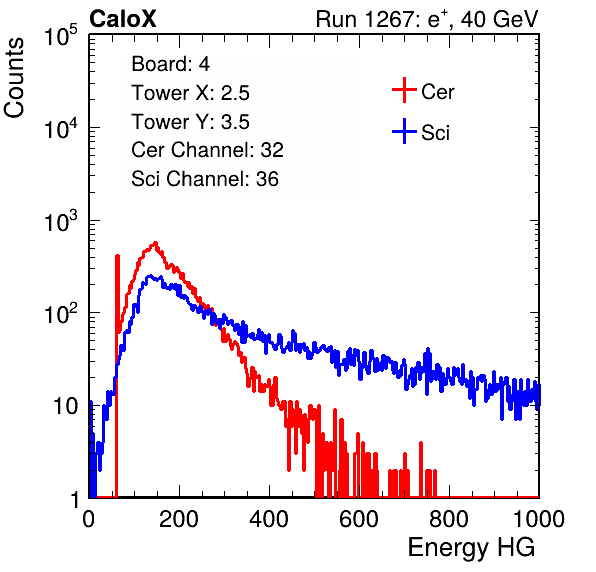 CaloX Run 1267: e⁺, 40 GeV
Counts
10⁵
10⁴
10³
10²
10
1
Board: 4
Tower X: 2.5
Tower Y: 3.5
Cer Channel: 32
Sci Channel: 36
Cer
Sci
0 200 400 600 800 1000
Energy HG